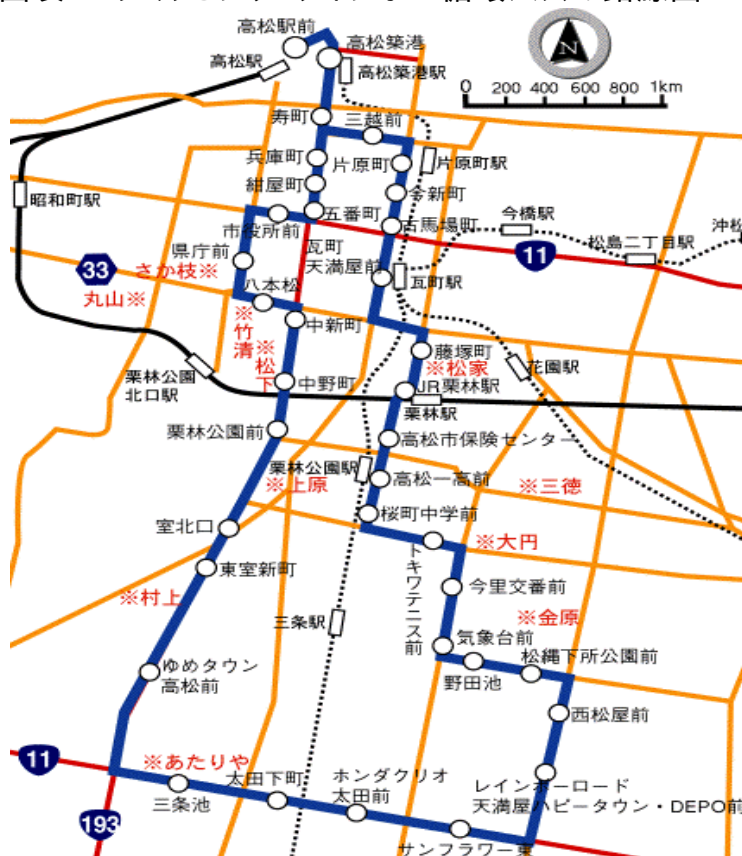 高松駅前
高松築港
高松駅
高松築港駅
N
0 200 400 600 800 1km
寿町
三越前
兵庫町
片原町
片原町駅
紺屋町
今新町
昭和町駅
市役所前
五番町
古馬場町
今橋駅
沖松
県庁前
瓦町
天満屋前
11
松島二丁目駅
33
さか枝※
瓦町駅
丸山※
八本松
※竹清
中新町
※松下
藤塚町
※松家
花園駅
栗林公園
北口駅
中野町
JR栗林駅
栗林駅
栗林公園前
高松市保険センター
栗林公園駅
高松一高前
※上原
※三徳
桜町中学前
室北口
トキワテニス前
※大円
東室新町
今里交番前
※村上
三条駅
※金原
気象台前
松縄下所公園前
ゆめタウン
高松前
野田池
西松屋前
11
※あたりや
三条池
太田下町
ホンダクリオ
太田前
レインボーロード
天満屋ハピータウン・DEPO前
193
サンフラワー東